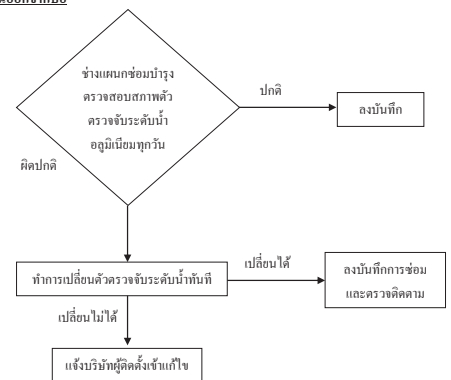 ช่างแผนกซ่อมบำรุง
ตรวจสอบสภาพตัว
ตรวจจับระดับน้ำ
อลูมิเนียมทุกวัน
ปกติ
ลงบันทึก
ผิดปกติ
ทำการเปลี่ยนตัวตรวจจับระดับน้ำทันที
เปลี่ยนได้
ลงบันทึกการซ่อม
และตรวจติดตาม
เปลี่ยนไม่ได้
แจ้งบริษัทผู้ติดตั้งเข้าแก้ไข